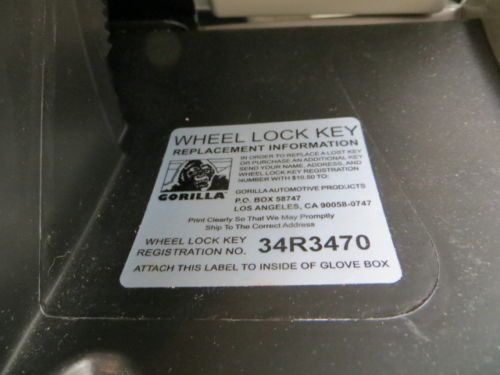 WHEEL LOCK KEY
REPLACEMENT INFORMATION
IN ORDER TO REPLACE A LOST KEY
OR PURCHASE AN ADDITIONAL KEY
SEND YOUR NAME, ADDRESS, AND
WHEEL LOCK KEY REGISTRATION
NUMBER WITH $10.50 TO:
GORILLA
GORILLA AUTOMOTIVE PRODUCTS
P.O. BOX 58747
LOS ANGELES, CA 90058-0747
Print Clearly So That We May Promptly
Ship To The Correct Address
WHEEL LOCK KEY
REGISTRATION NO. 34R3470
ATTACH THIS LABEL TO INSIDE OF GLOVE BOX